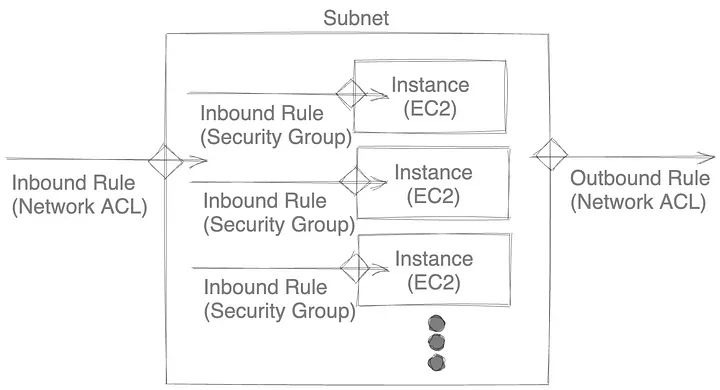 Subnet
Instance
(EC2)
Inbound Rule
(Security Group)
Inbound Rule
(Network ACL)
Instance
(EC2)
Inbound Rule
(Security Group)
Outbound Rule
(Network ACL)
Instance
(EC2)
Inbound Rule
(Security Group)